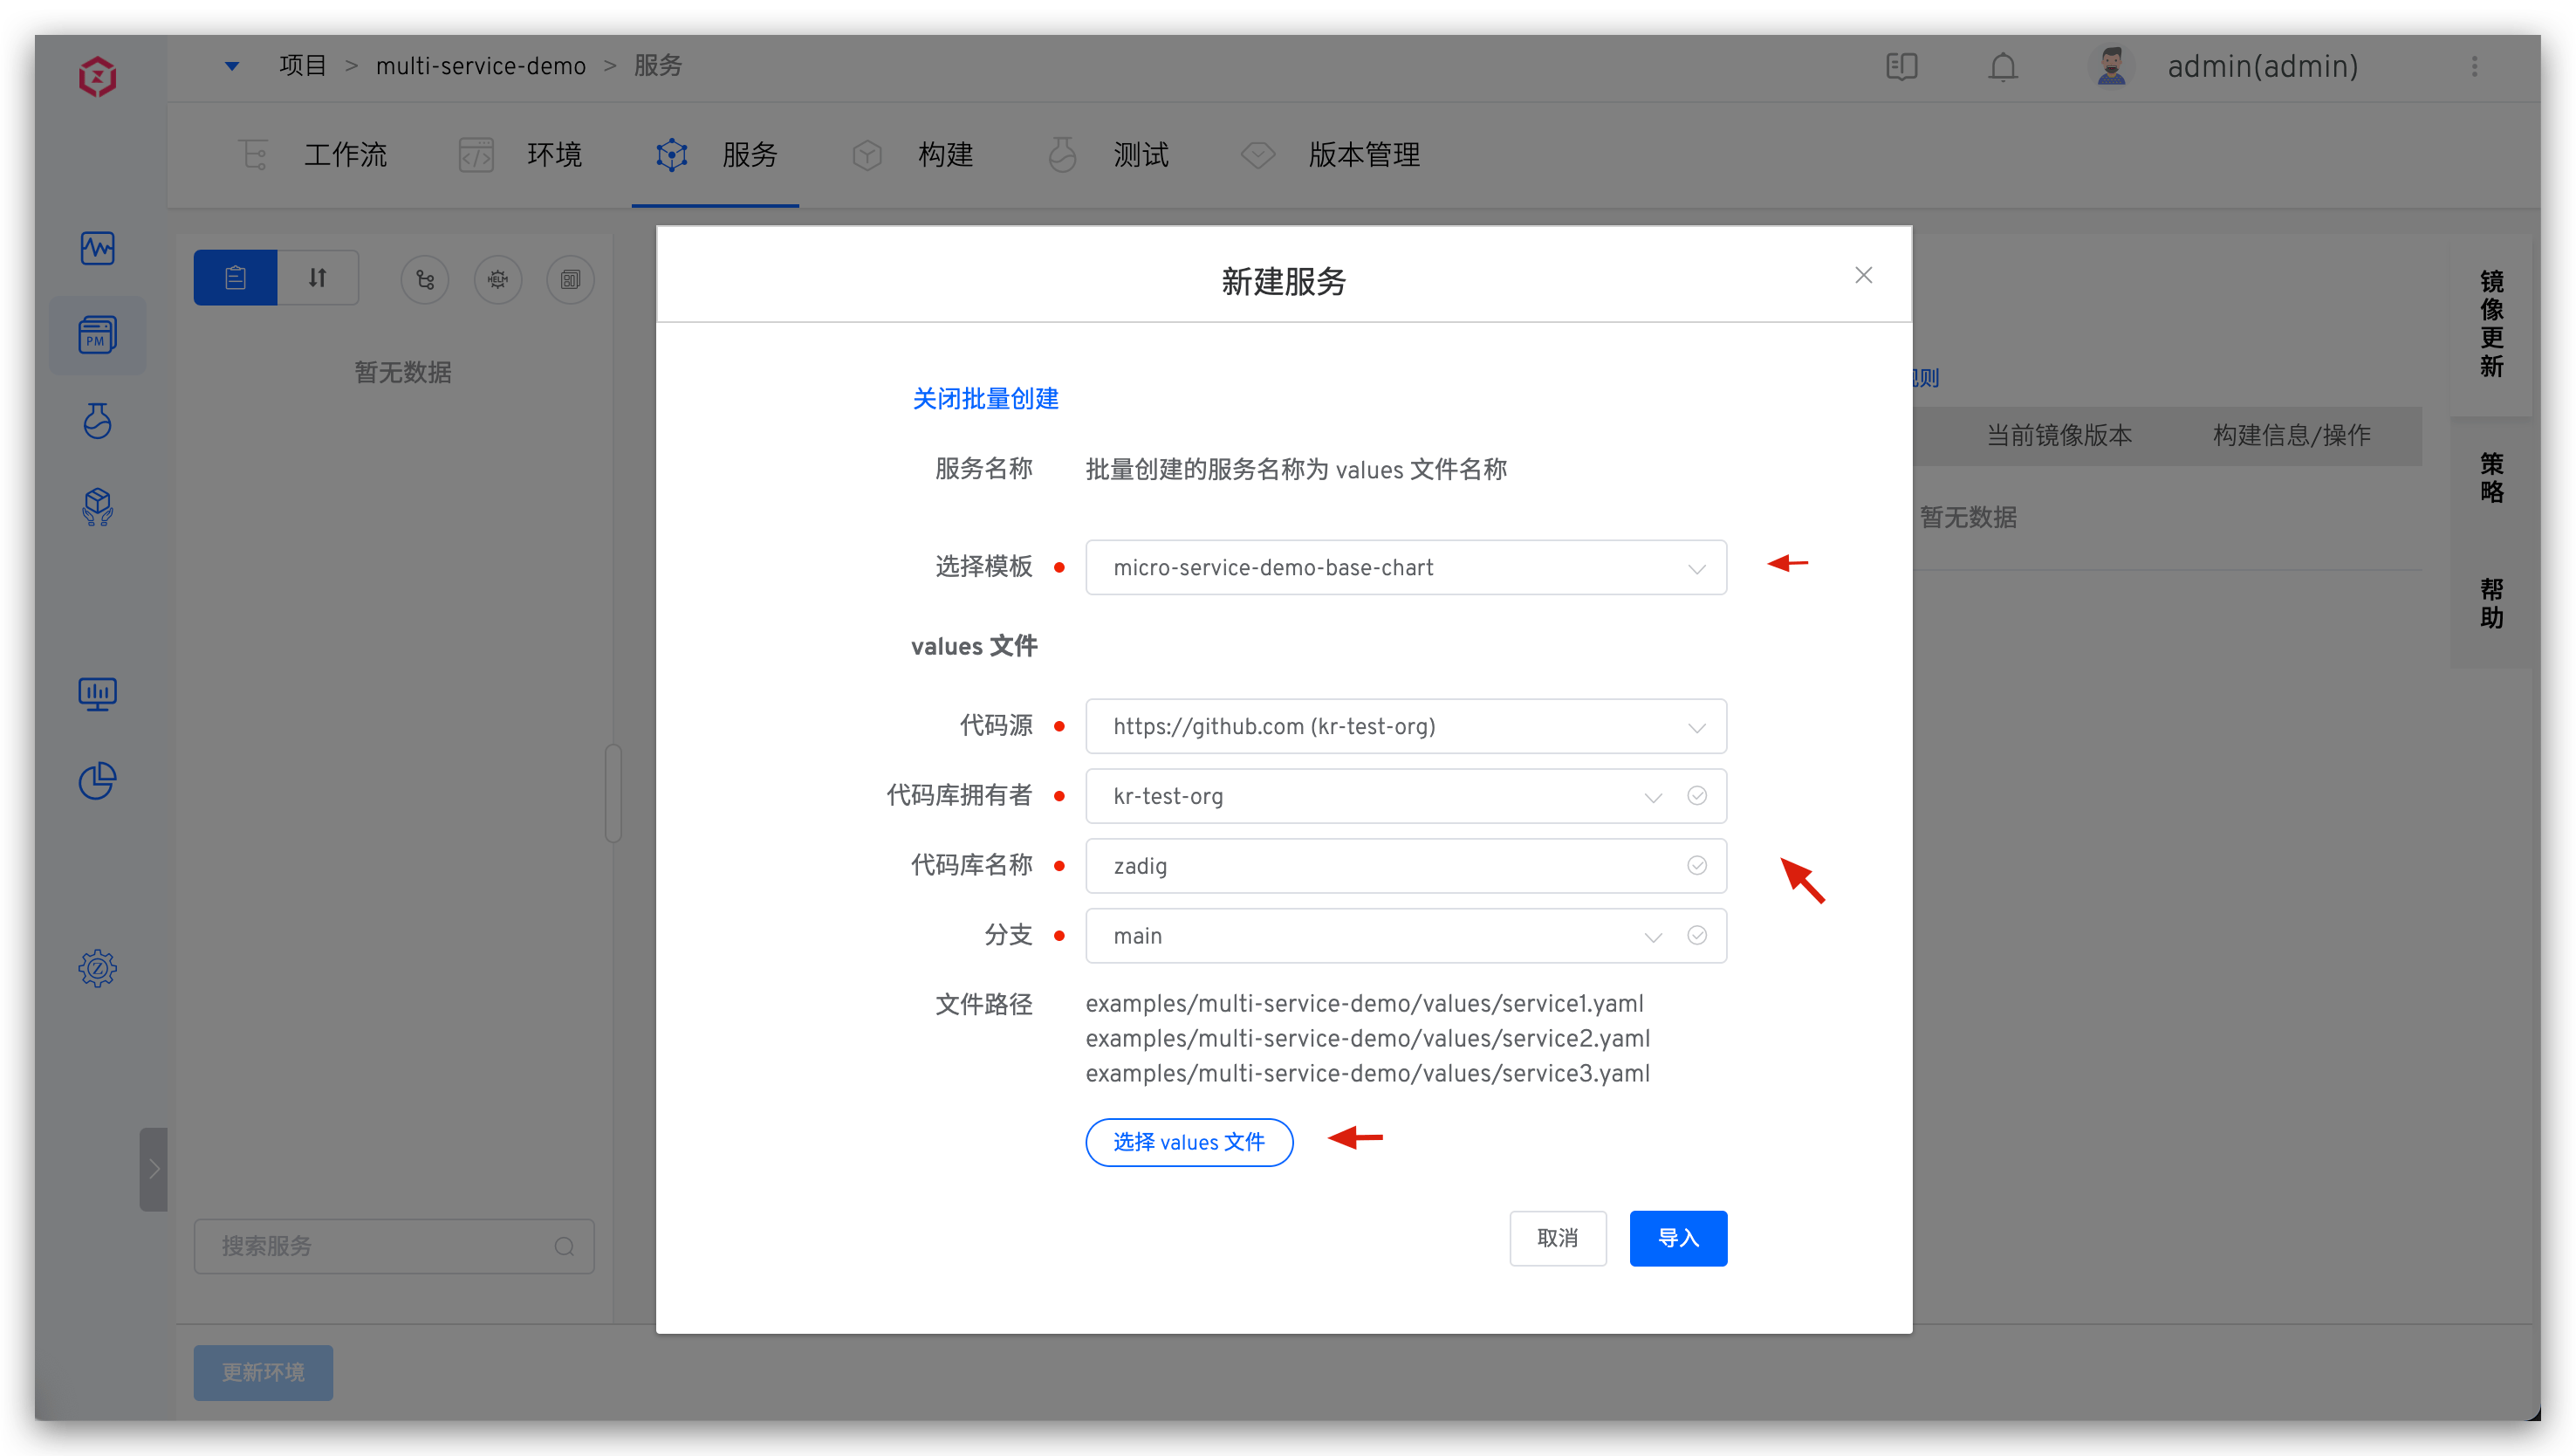 项目 > multi-service-demo > 服务
admin(admin)
工作流 环境 服务 构建 测试 版本管理
HELM
PM
暂无数据
新建服务
关闭批量创建
服务名称 批量创建的服务名称为 values 文件名称
选择模板 micro-service-demo-base-chart
values 文件
代码源 https://github.com (kr-test-org)
代码库拥有者 kr-test-org
代码库名称 zadig
分支 main
文件路径 examples/multi-service-demo/values/service1.yaml
examples/multi-service-demo/values/service2.yaml
examples/multi-service-demo/values/service3.yaml
选择 values 文件
取消 导入
则
当前镜像版本 构建信息/操作
暂无数据
镜像更新
策略
帮助
搜索服务
更新环境